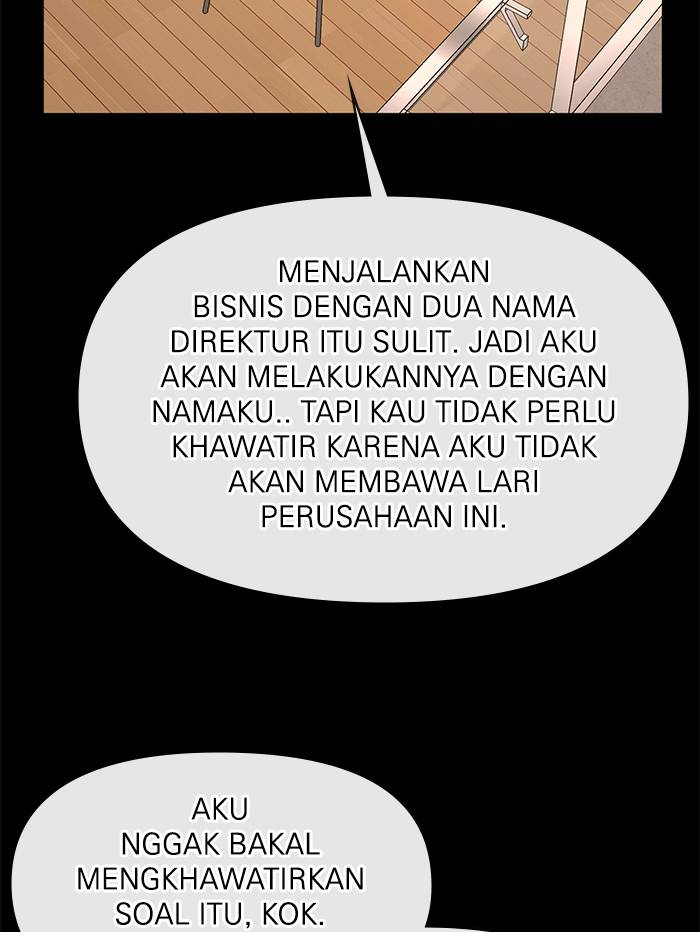 MENJALANKAN
BISNIS DENGAN DUA NAMA
DIREKTUR ITU SULIT. JADI AKU
AKAN MELAKUKANNYA DENGAN
NAMAKU.. TAPI KAU TIDAK PERLU
KHAWATIR KARENA AKU TIDAK
AKAN MEMBAWA LARI
PERUSAHAAN INI.
AKU
NGGAK BAKAL
MENGKHAWATIRKAN
SOAL ITU, KOK.